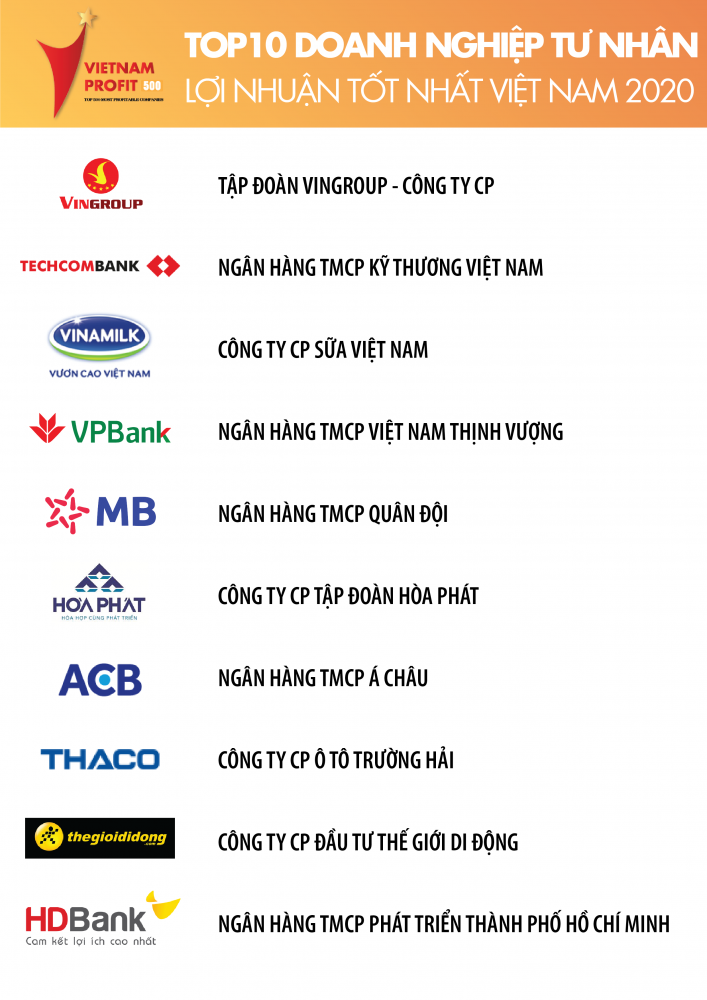 VIETNAM
PROFIT 500
TOP 500 MOST PROFITABLE COMPANIES
TOP10 DOANH NGHIỆP TƯ NHÂN
LỢI NHUẬN TỐT NHẤT VIỆT NAM 2020
VINGROUP
TẬP ĐOÀN VINGROUP - CÔNG TY CP
TECHCOMBANK
NGÂN HÀNG TMCP KỸ THƯƠNG VIỆT NAM
VINAMILK
VƯƠN CAO VIỆT NAM
CÔNG TY CP SỮA VIỆT NAM
VPBank
NGÂN HÀNG TMCP VIỆT NAM THỊNH VƯỢNG
MB
NGÂN HÀNG TMCP QUÂN ĐỘI
HÒA PHÁT
HÒA HỢP CÙNG PHÁT TRIỂN
CÔNG TY CP TẬP ĐOÀN HÒA PHÁT
ACB
NGÂN HÀNG TMCP Á CHÂU
THACO
CÔNG TY CP Ô TÔ TRƯỜNG HẢI
thegioididong
.com
CÔNG TY CP ĐẦU TƯ THẾ GIỚI DI ĐỘNG
HDBank
Cam kết lợi ích cao nhất
NGÂN HÀNG TMCP PHÁT TRIỂN THÀNH PHỐ HỒ CHÍ MINH